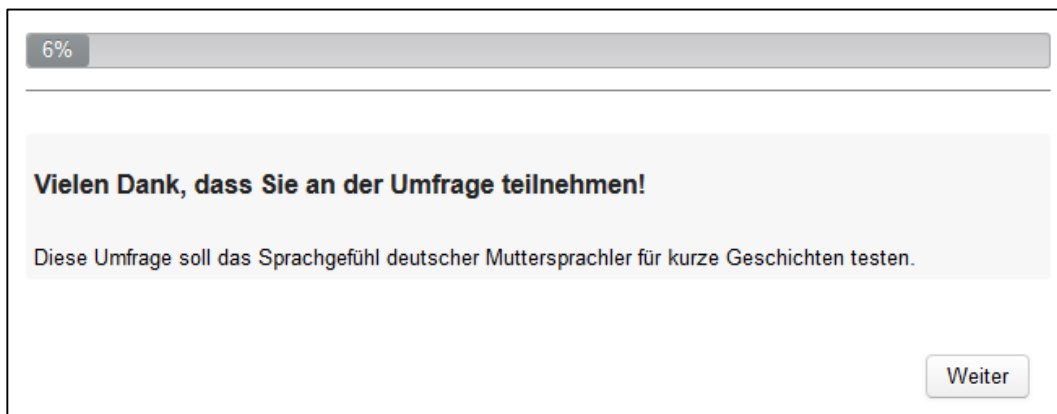 6%
Vielen Dank, dass Sie an der Umfrage teilnehmen!
Diese Umfrage soll das Sprachgefühl deutscher Muttersprachler für kurze Geschichten testen.
Weiter